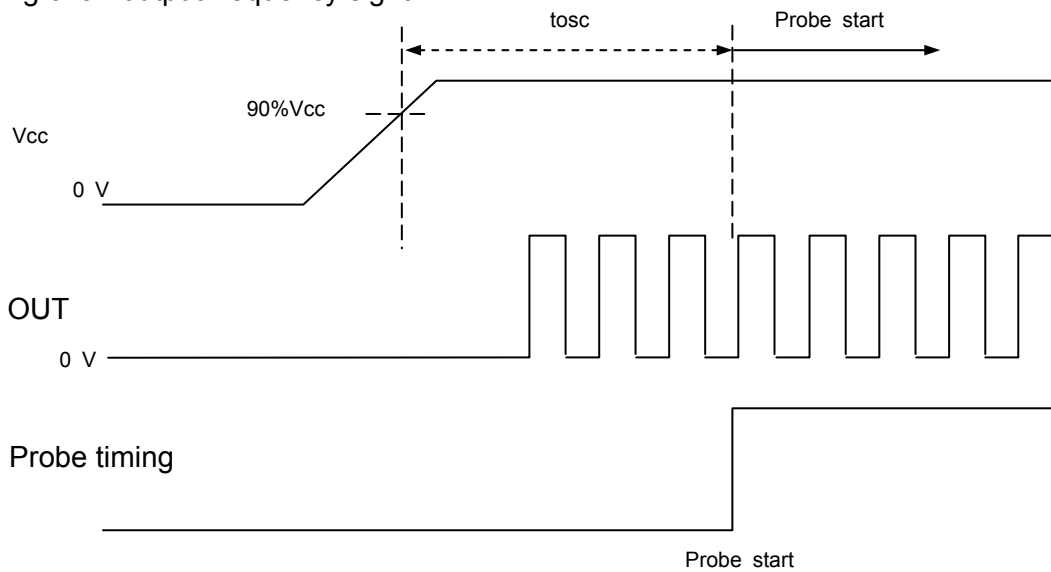 tosc
Probe start
90%Vcc
Vcc
0 V
OUT
0 V
Probe timing
Probe start